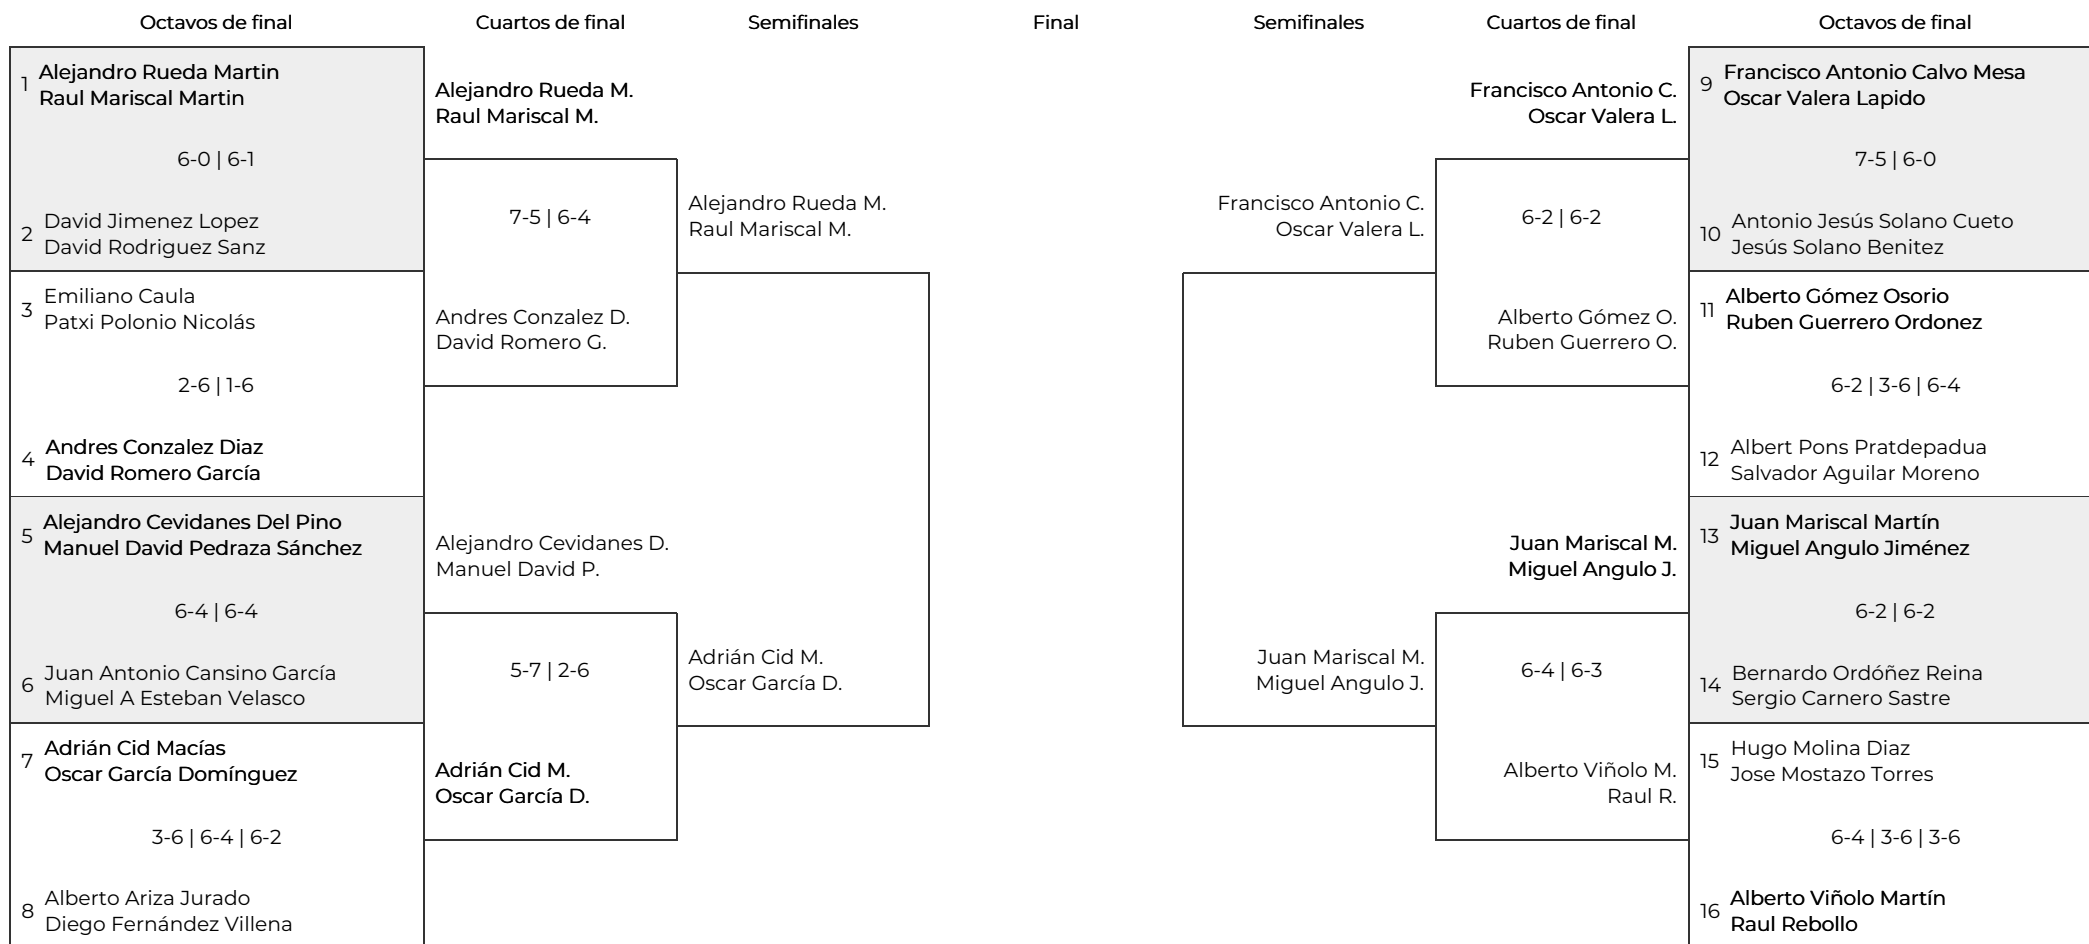 Octavos de final
Cuartos de final
Semifinales
Final
Semifinales
Cuartos de final
Octavos de final
1
Alejandro Rueda Martin
Raul Mariscal Martin
6-0 | 6-1
2
David Jimenez Lopez
David Rodriguez Sanz
3
Emiliano Caula
Patxi Polonio Nicolás
2-6 | 1-6
4
Andres Conzalez Diaz
David Romero García
5
Alejandro Cevidanes Del Pino
Manuel David Pedraza Sánchez
6-4 | 6-4
6
Juan Antonio Cansino García
Miguel A Esteban Velasco
7
Adrián Cid Macías
Oscar García Domínguez
3-6 | 6-4 | 6-2
8
Alberto Ariza Jurado
Diego Fernández Villena
Alejandro Rueda M.
Raul Mariscal M.
7-5 | 6-4
Andres Conzalez D.
David Romero G.
Alejandro Cevidanes D.
Manuel David P.
5-7 | 2-6
Adrián Cid M.
Oscar García D.
Alejandro Rueda M.
Raul Mariscal M.
Adrián Cid M.
Oscar García D.
Francisco Antonio C.
Oscar Valera L.
Juan Mariscal M.
Miguel Angulo J.
Francisco Antonio C.
Oscar Valera L.
6-2 | 6-2
Alberto Gómez O.
Ruben Guerrero O.
Juan Mariscal M.
Miguel Angulo J.
6-4 | 6-3
Alberto Viñolo M.
Raul R.
9
Francisco Antonio Calvo Mesa
Oscar Valera Lapido
7-5 | 6-0
10
Antonio Jesús Solano Cueto
Jesús Solano Benitez
11
Alberto Gómez Osorio
Ruben Guerrero Ordonez
6-2 | 3-6 | 6-4
12
Albert Pons Pratdepadua
Salvador Aguilar Moreno
13
Juan Mariscal Martín
Miguel Angulo Jiménez
6-2 | 6-2
14
Bernardo Ordóñez Reina
Sergio Carnero Sastre
15
Hugo Molina Diaz
Jose Mostazo Torres
6-4 | 3-6 | 3-6
16
Alberto Viñolo Martín
Raul Rebollo